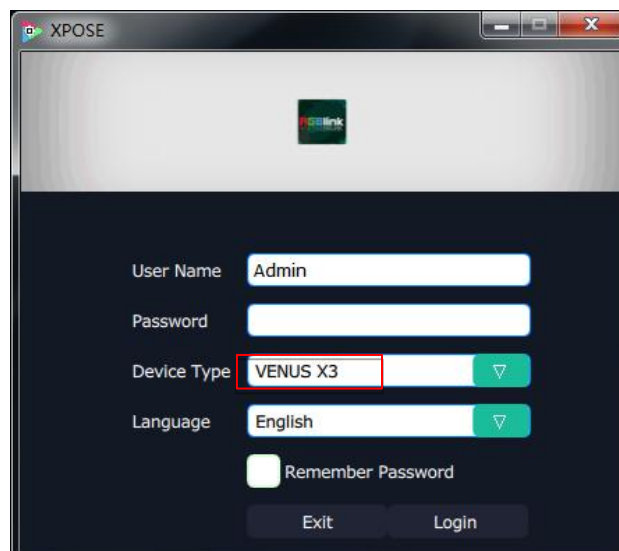 XPOSE
RGBlink
User Name Admin
Password
Device Type VENUS X3
Language English
Remember Password
Exit Login